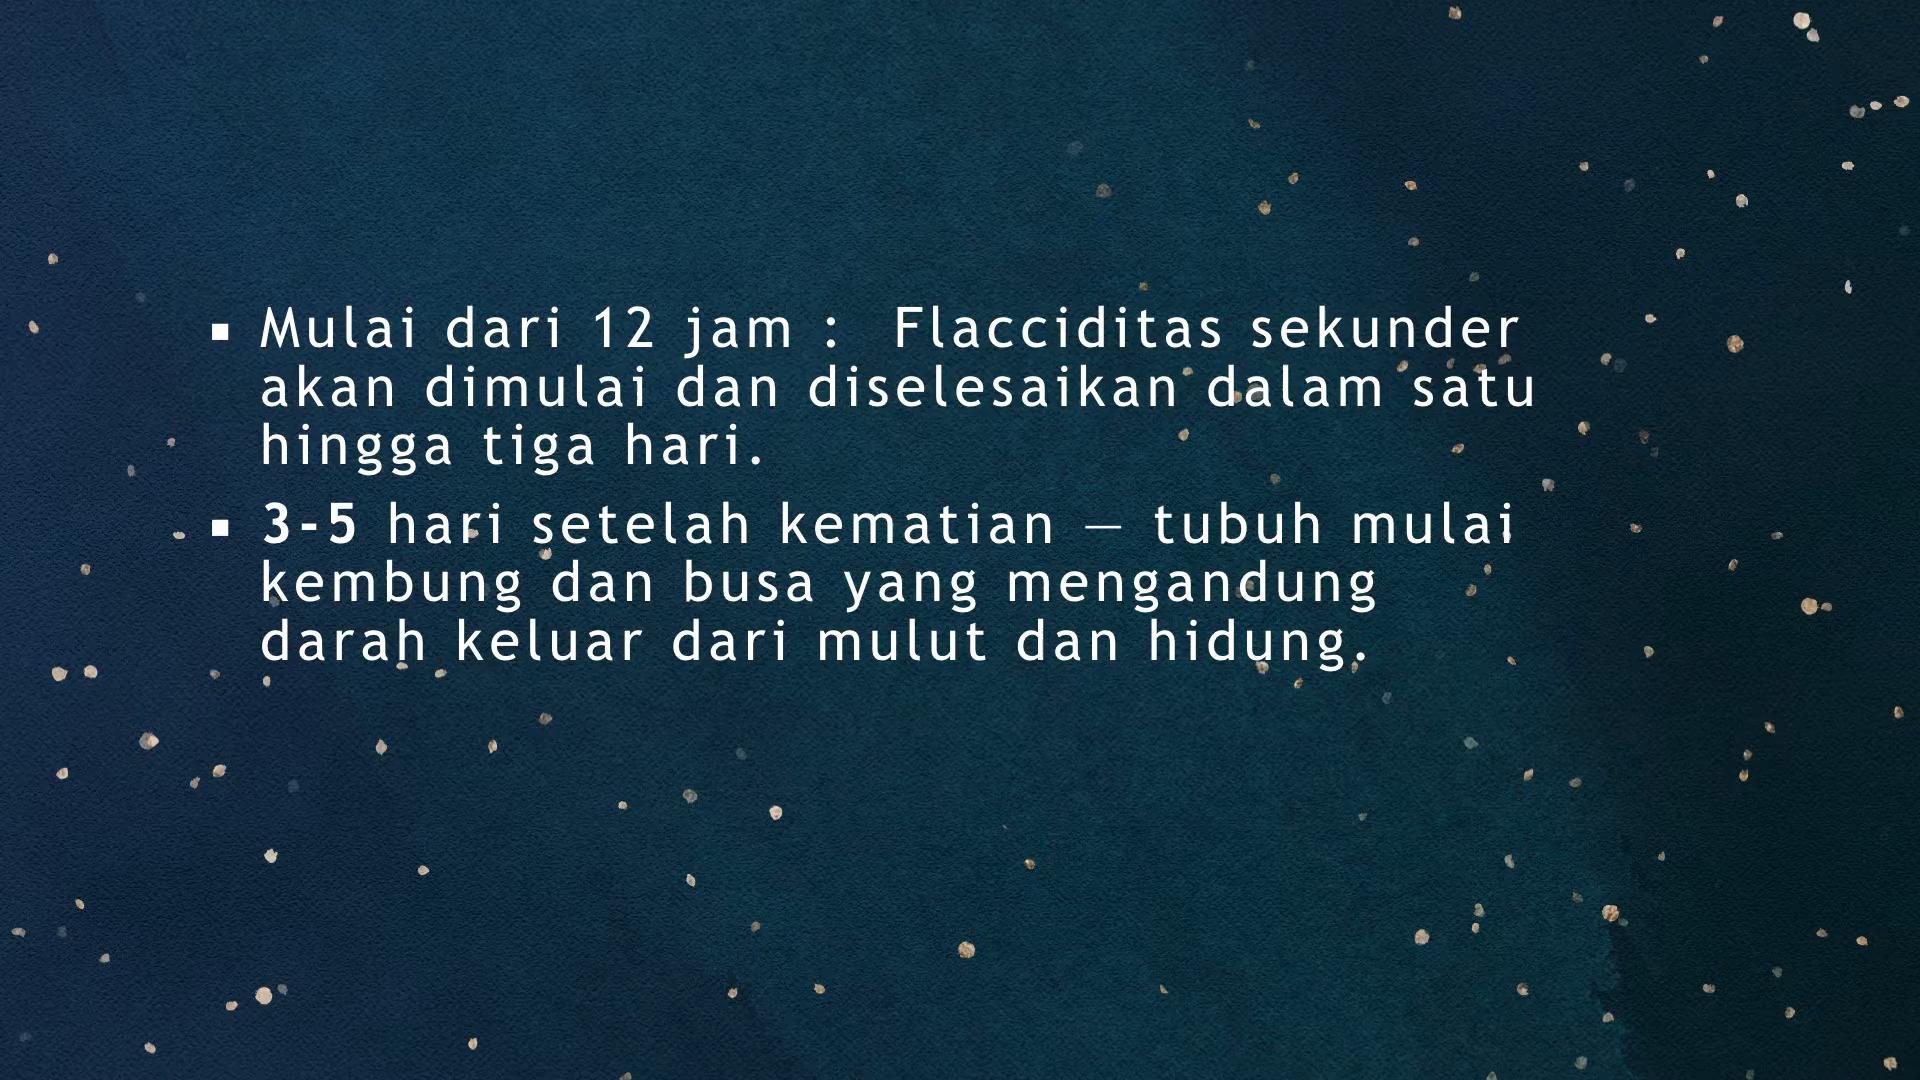 ▪ Mulai dari 12 jam :  Flacciditas sekunder
akan dimulai dan diselesaikan dalam satu
hingga tiga hari.
▪ 3-5 hari setelah kematian — tubuh mulai
kembung dan busa yang mengandung
darah keluar dari mulut dan hidung.